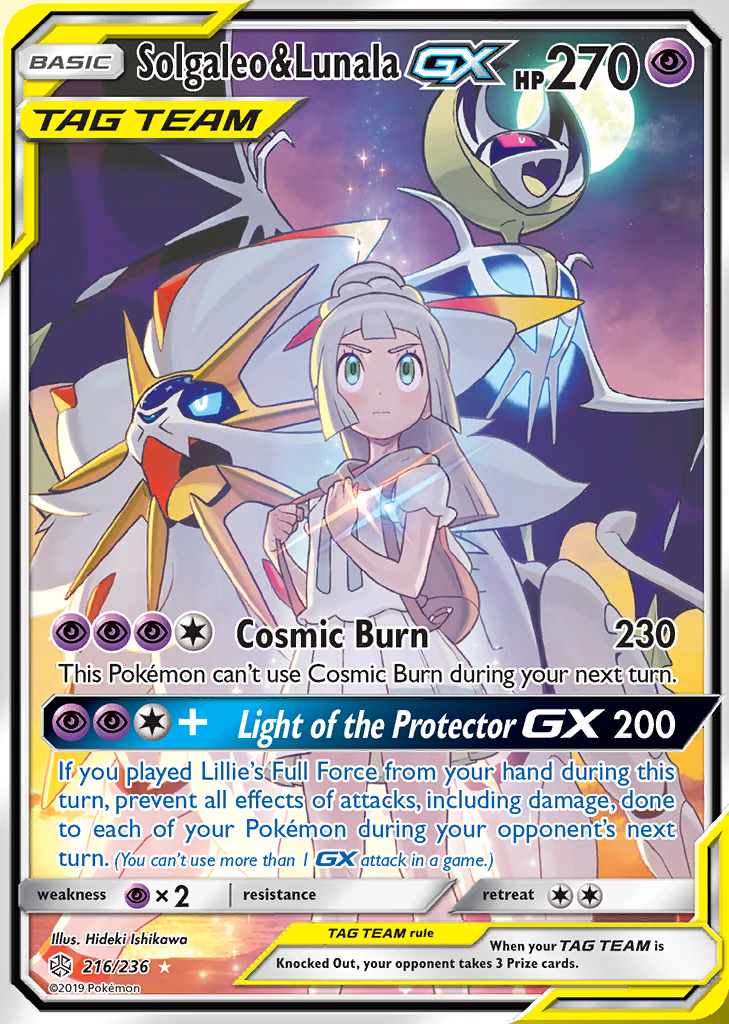 BASIC Solgaleo&Lunala GX HP 270
TAG TEAM
Cosmic Burn 230
This Pokémon can't use Cosmic Burn during your next turn.
+ Light of the Protector GX 200
If you played Lillie's Full Force from your hand during this
turn, prevent all effects of attacks, including damage, done
to each of your Pokémon during your opponent's next
turn. (You can't use more than 1 GX attack in a game.)
weakness ×2 resistance retreat
Illus. Hideki Ishikawa
216/236
©2019 Pokémon
TAG TEAM rule
When your TAG TEAM is
Knocked Out, your opponent takes 3 Prize cards.